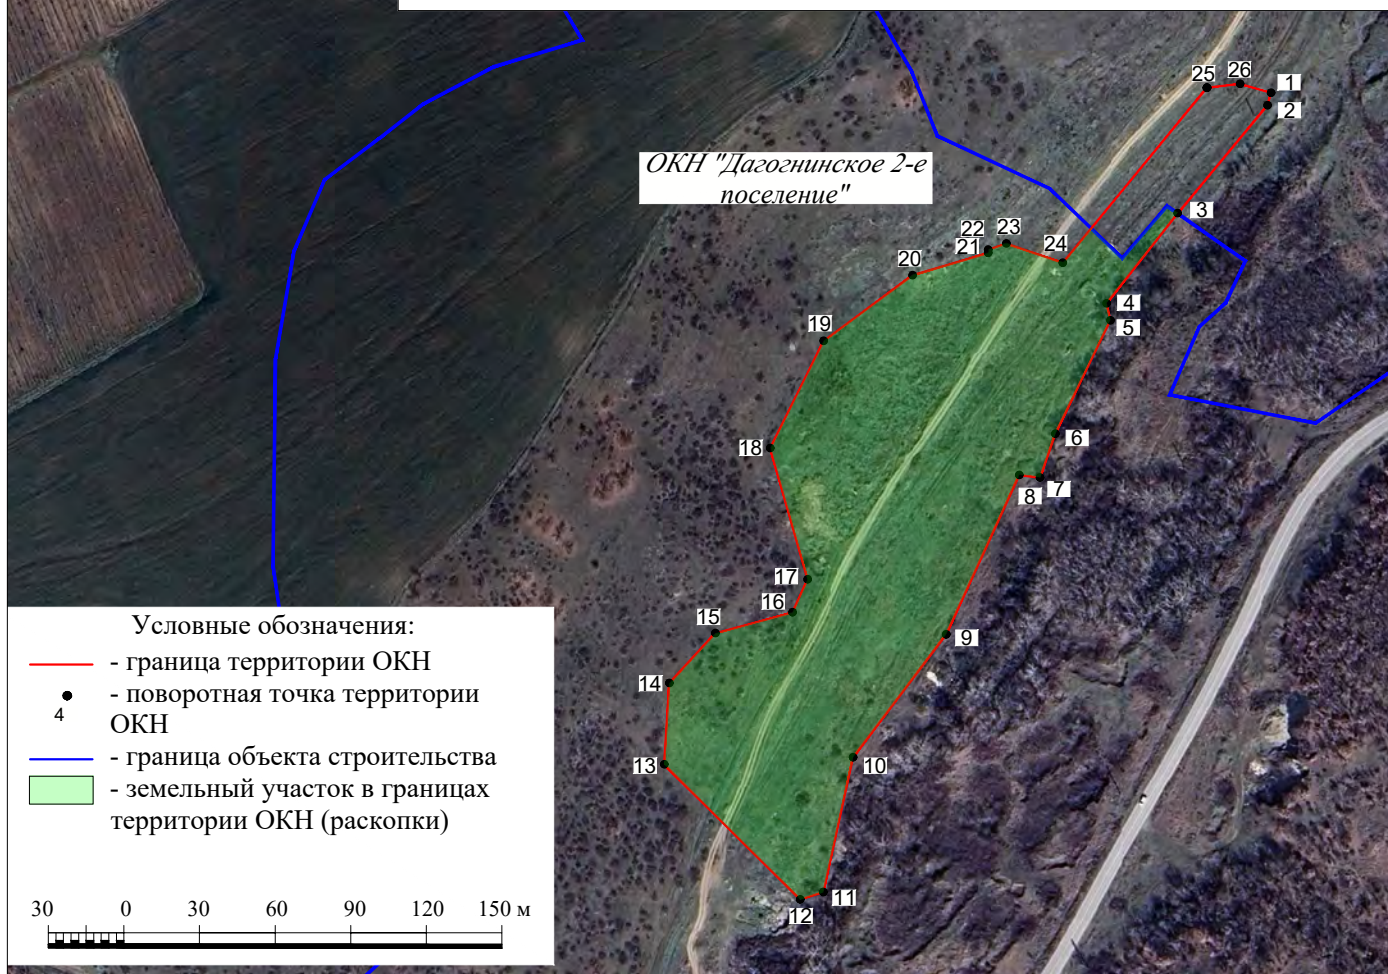 25
26
1
2
ОКН "Дагогнинское 2-е
поселение"
3
22
23
24
21
20
4
5
19
6
18
7
8
17
16
15
9
14
10
13
11
12
Условные обозначения:
- граница территории ОКН
- поворотная точка территории
4
ОКН
- граница объекта строительства
- земельный участок в границах
территории ОКН (раскопки)
30 0 30 60 90 120 150 м